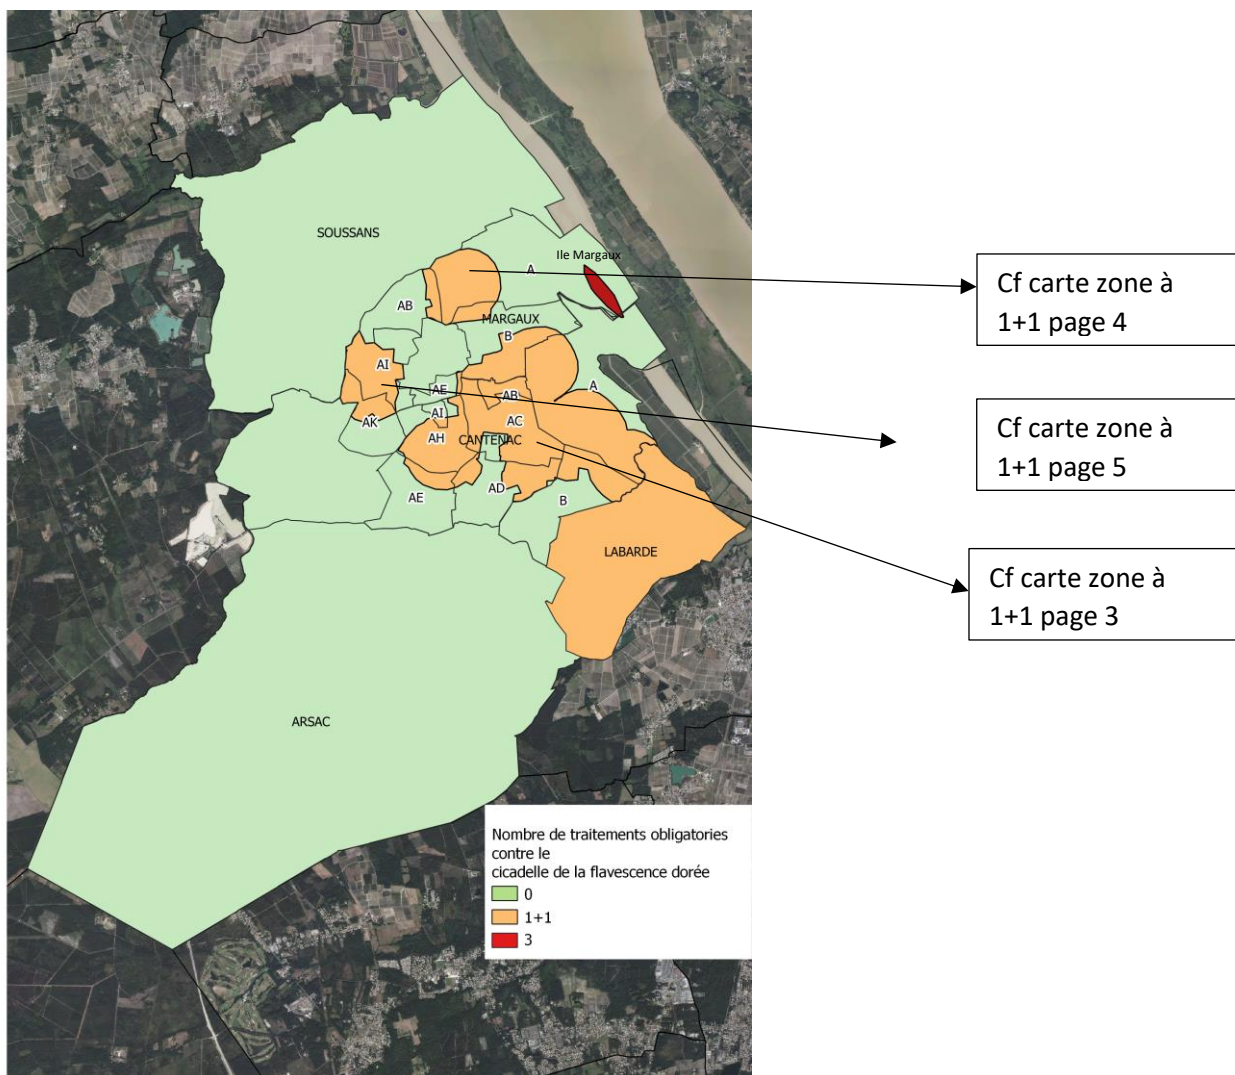 SOUSSANS
Ile Margaux
A
AB
MARGAUX
B
AI
AE
A
AB
AI
AK
AC
AH
CANTENAC
AE
AD
B
LABARDE
ARSAC
Nombre de traitements obligatories
contre le
cicadelle de la flavescence dorée
0
1+1
3
Cf carte zone à
1+1 page 4
Cf carte zone à
1+1 page 5
Cf carte zone à
1+1 page 3